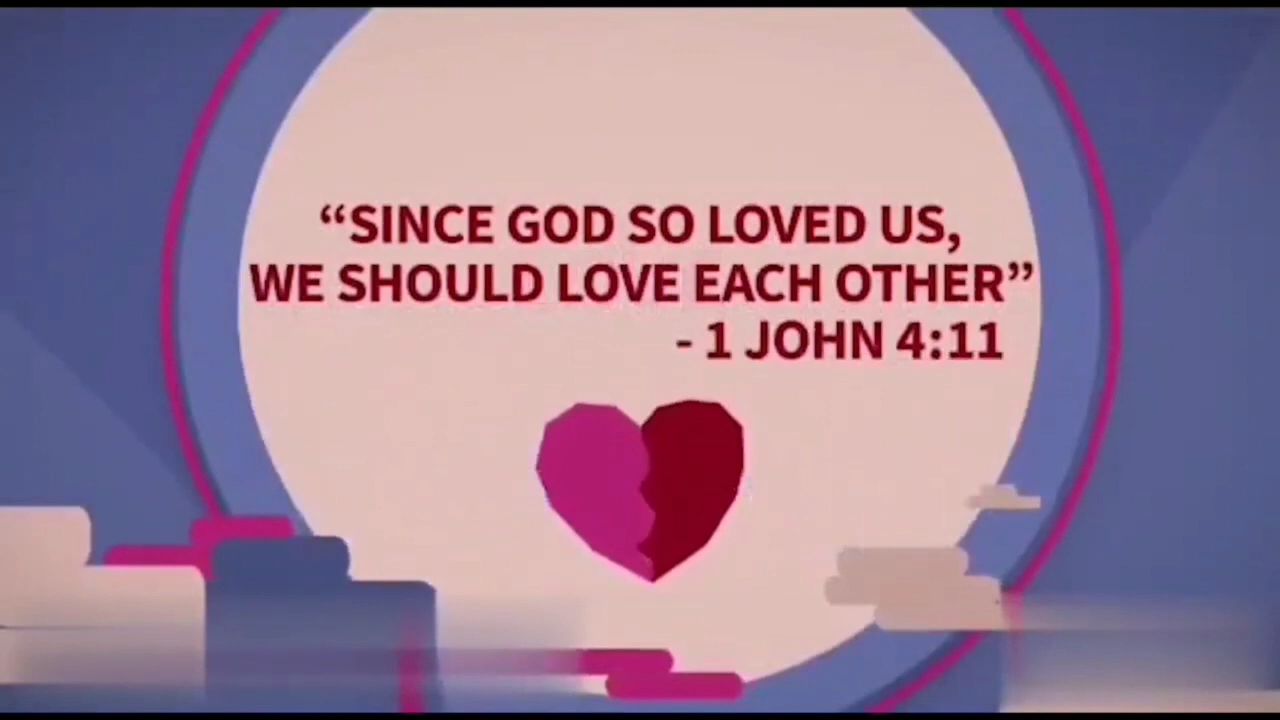 “SINCE GOD SO LOVED US,
WE SHOULD LOVE EACH OTHER”
- 1 JOHN 4:11